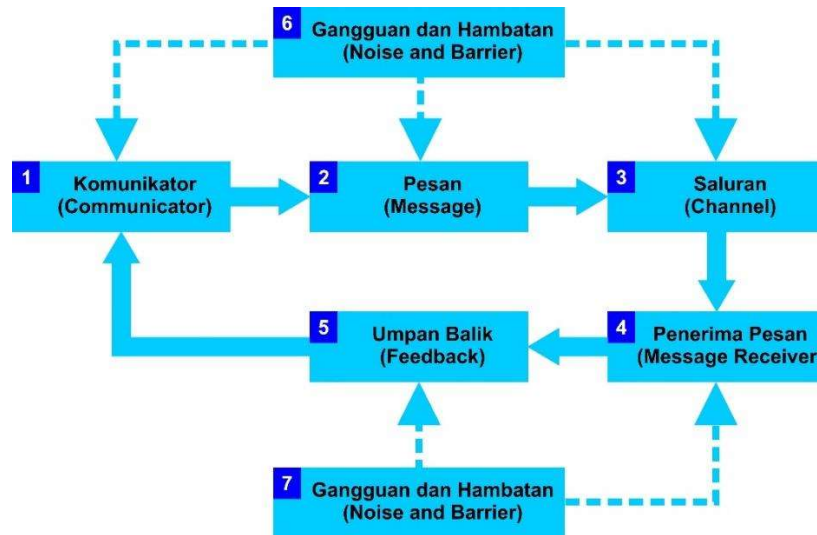 6
Gangguan dan Hambatan
(Noise and Barrier)
1
Komunikator
(Communicator)
2
Pesan
(Message)
3
Saluran
(Channel)
5
Umpan Balik
(Feedback)
4
Penerima Pesan
(Message Receiver
7
Gangguan dan Hambatan
(Noise and Barrier)